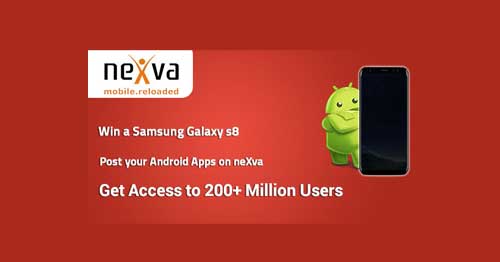 neXva
mobile.reloaded
Win a Samsung Galaxy s8
Post your Android Apps on neXva
Get Access to 200+ Million Users